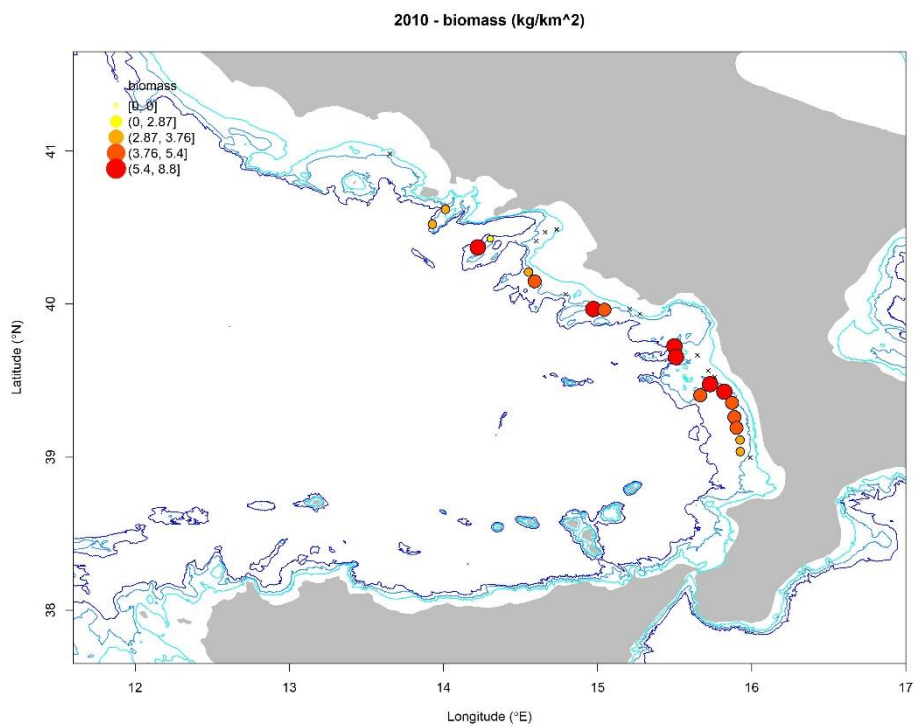 2010 - biomass (kg/km^2)
biomass
[0, 0]
(0, 2.87]
(2.87, 3.76]
(3.76, 5.4]
(5.4, 8.8]
41
40
39
38
Latitude (°N)
12 13 14 15 16 17
Longitude (°E)